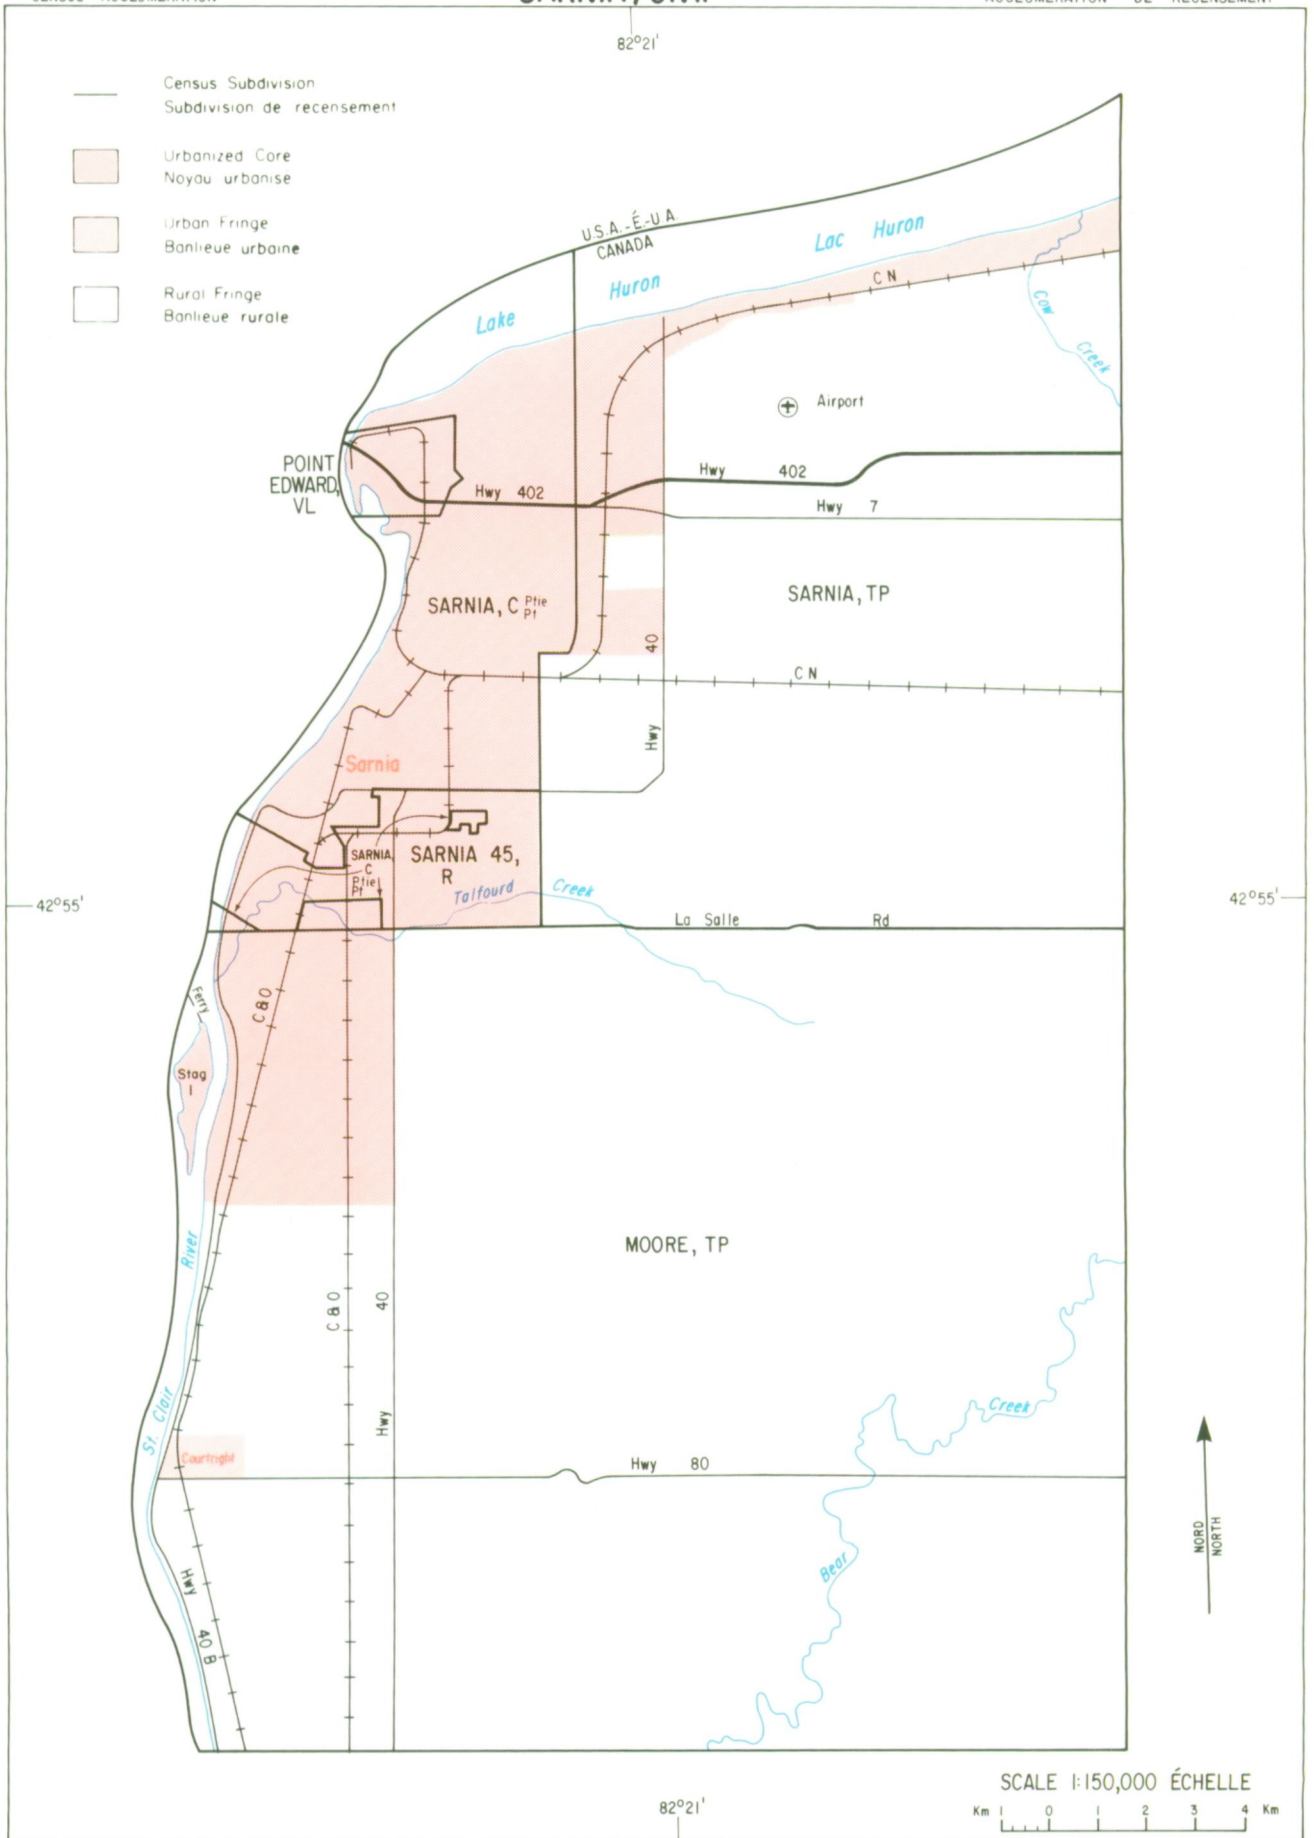 82°21'
Census Subdivision
Subdivision de recensement
Urbanized Core
Noyau urbanise
Urban Fringe
Banlieue urbaine
Rural Fringe
Banlieue rurale
U.S.A.-É.-U.A.
CANADA
Lac Huron
Lake Huron
C N
Cow Creek
Airport
POINT
EDWARD,
VL
Hwy 402
Hwy 402
Hwy 7
SARNIA, C Ptie
Pt
SARNIA, TP
40
Hwy
C N
Sarnia
SARNIA,
C
Ptie
Pt
SARNIA 45,
R
Talfourd Creek
42°55'
42°55'
La Salle Rd
Ferry
C&O
Stag
I
River
St. Clair
MOORE, TP
C&O
40
Hwy
Creek
Bear
Courtright
Hwy 80
Hwy
40 B
NORD
NORTH
SCALE 1:150,000 ÉCHELLE
82°21'
Km 1 0 1 2 3 4 Km